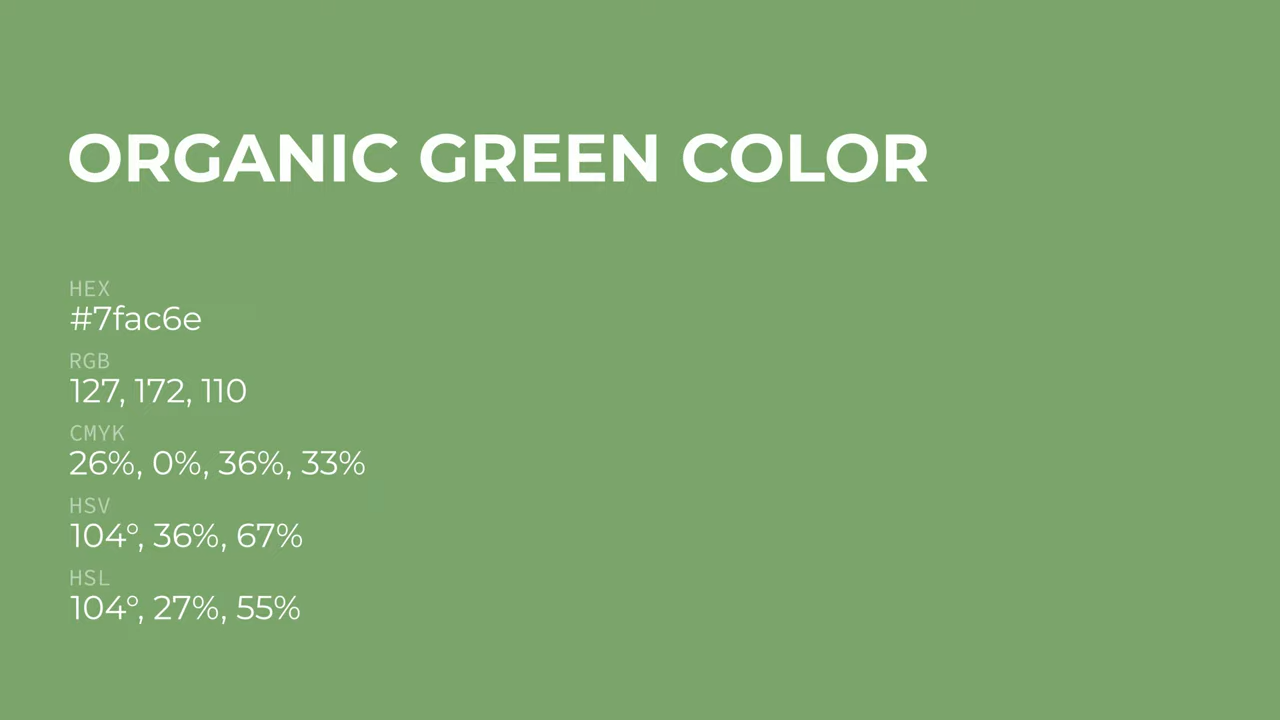 ORGANIC GREEN COLOR
HEX
#7fac6e
RGB
127, 172, 110
CMYK
26%, 0%, 36%, 33%
HSV
104°, 36%, 67%
HSL
104°, 27%, 55%